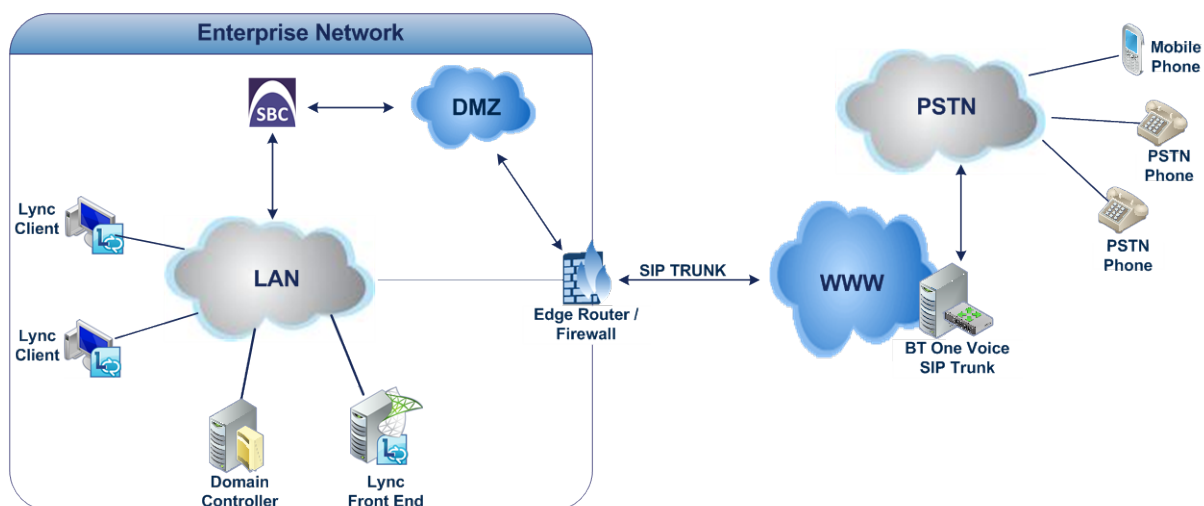 Enterprise Network
SBC
DMZ
Lync
Client
LAN
Lync
Client
Domain
Controller
Lync
Front End
Edge Router /
Firewall
SIP TRUNK
WWW
BT One Voice
SIP Trunk
PSTN
Mobile
Phone
PSTN
Phone
PSTN
Phone